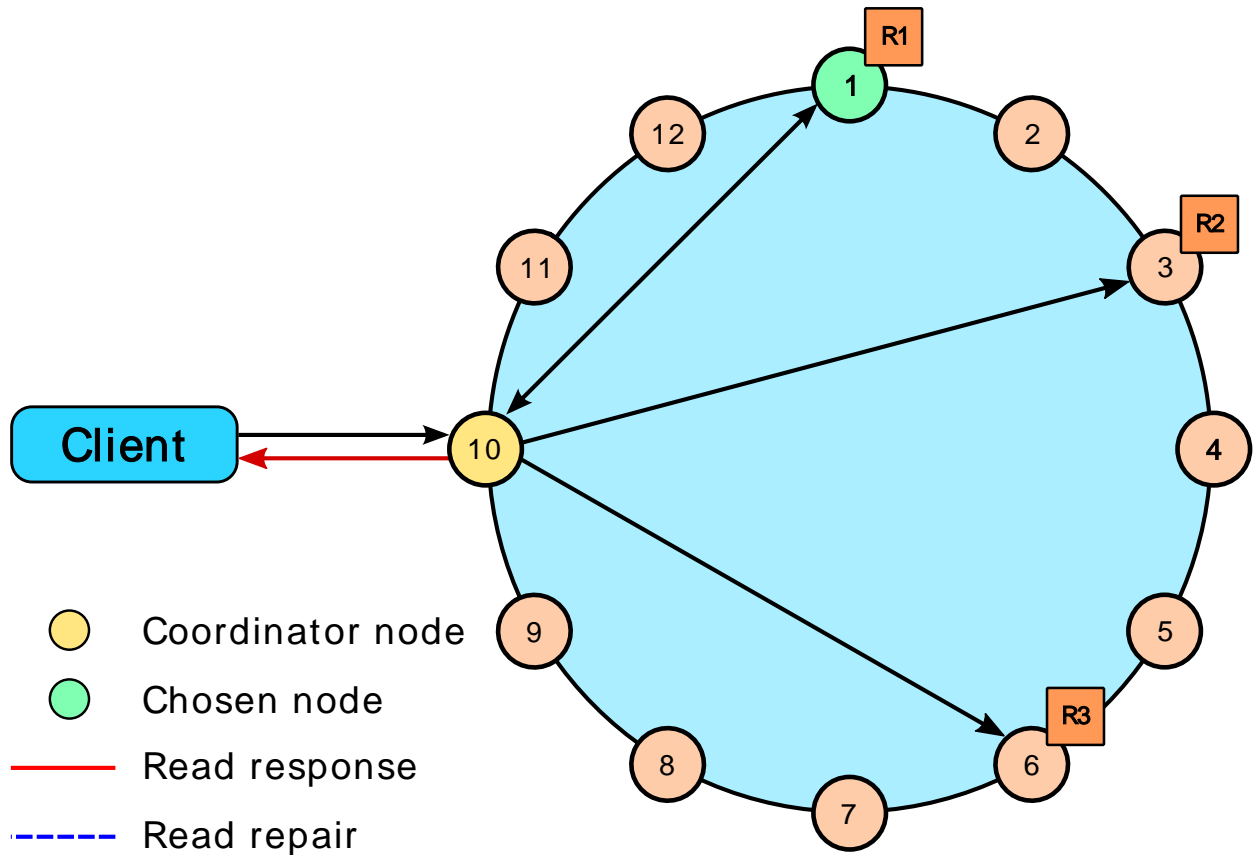 R1
1
12
2
R2
11
3
Client
10
4
9
5
Coordinator node
Chosen node
R3
8
6
Read response
7
Read repair